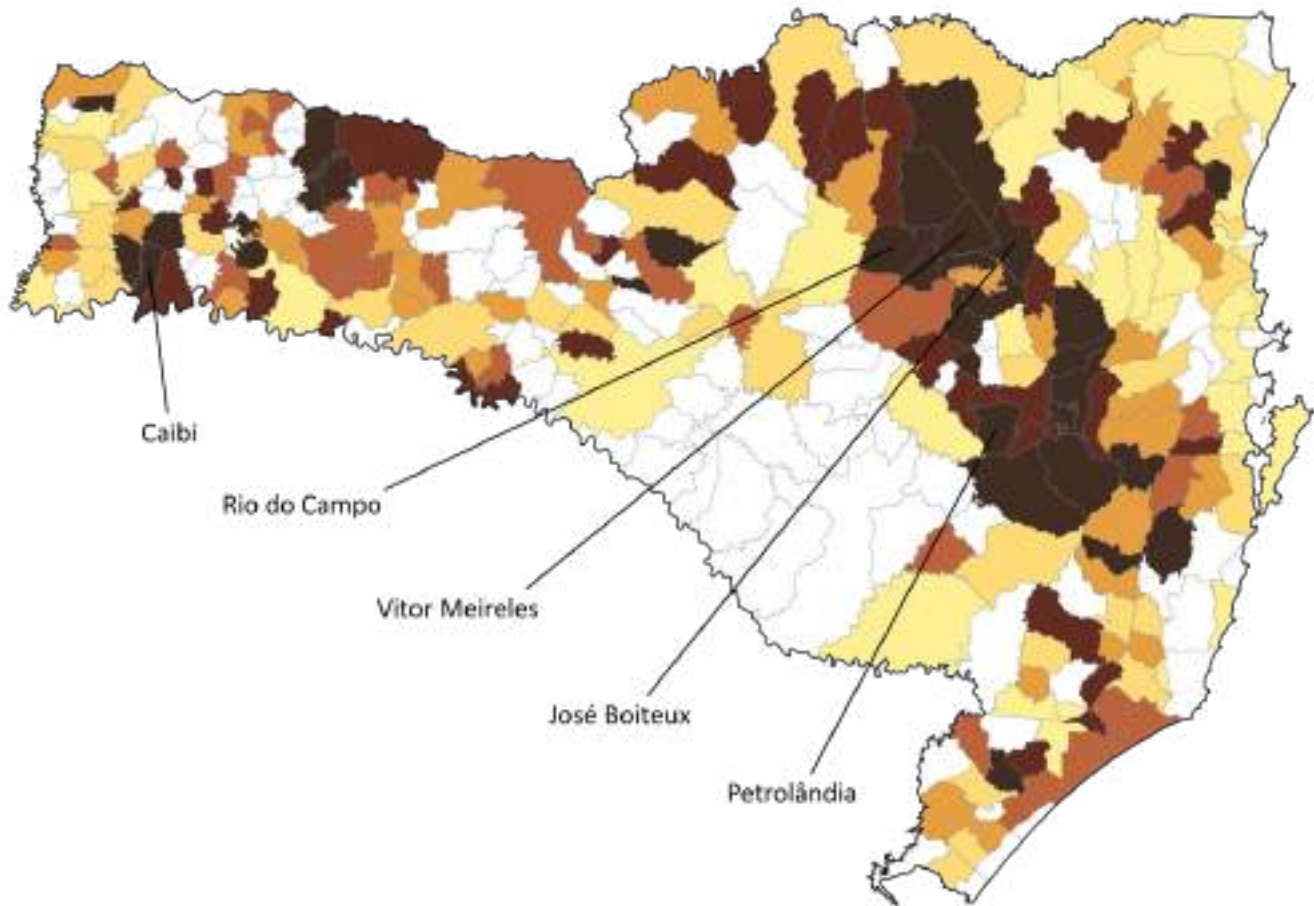 Caibi
Rio do Campo
Vitor Meireles
José Boiteux
Petrolândia